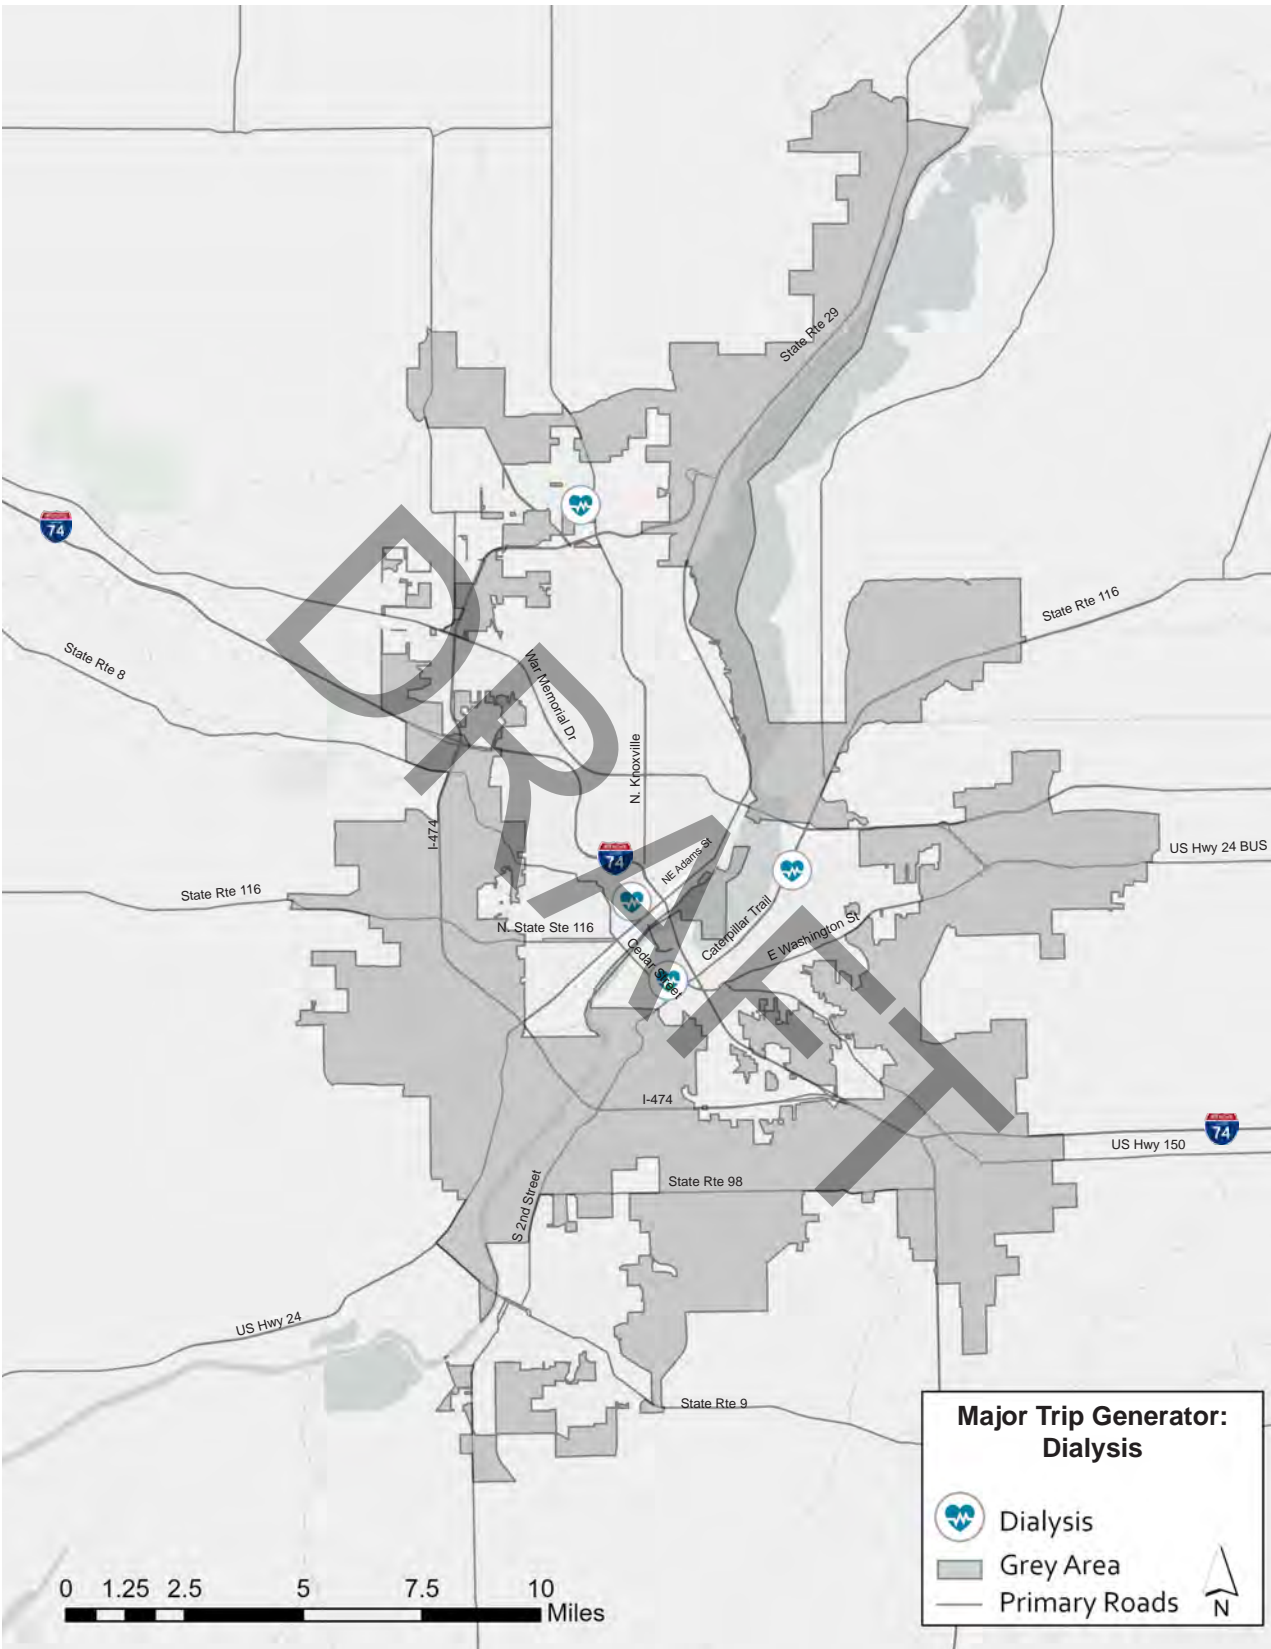 State Rte 29
74
State Rte 116
State Rte 8
War Memorial Dr
N. Knoxville
I-474
74
NE Adams St
US Hwy 24 BUS
State Rte 116
N. State Ste 116
Caterpillar Trail
E Washington St
Cedar Street
DRAFT
I-474
74
US Hwy 150
State Rte 98
S 2nd Street
US Hwy 24
State Rte 9
Major Trip Generator:
Dialysis
Dialysis
Grey Area
Primary Roads
N
0 1.25 2.5 5 7.5 10
Miles